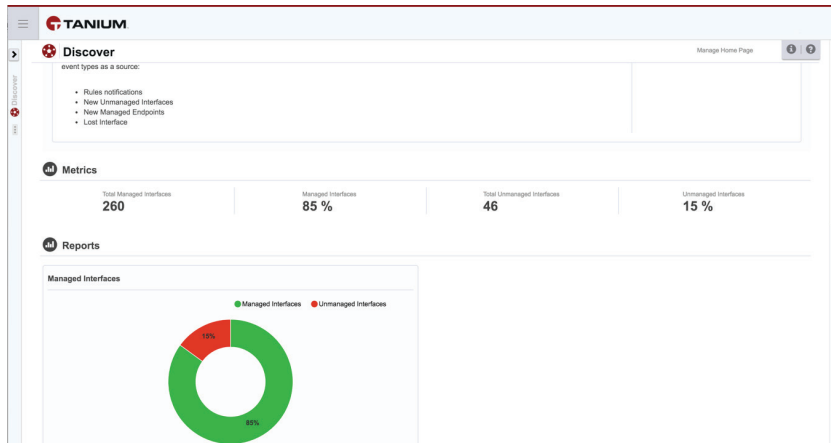 TANIUM
Discover
Manage Home Page
Discover
event types as a source:
• Rules notifications
• New Unmanaged Interfaces
• New Managed Endpoints
• Lost Interface
Metrics
Total Managed Interfaces
260
Managed Interfaces
85 %
Total Unmanaged Interfaces
46
Unmanaged Interfaces
15 %
Reports
Managed Interfaces
Managed Interfaces Unmanaged Interfaces
15%
85%